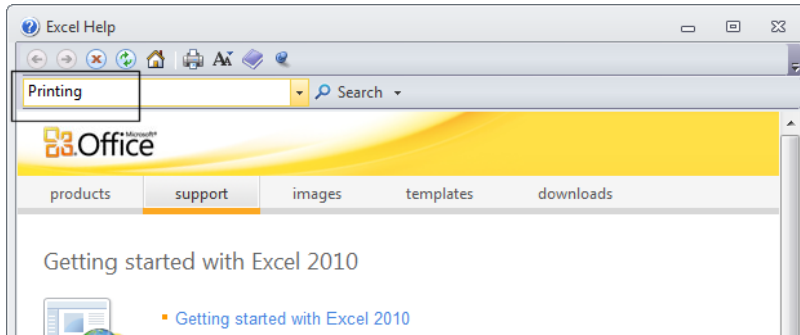 Excel Help
Printing Search
Microsoft®
Office
products support images templates downloads
Getting started with Excel 2010
Getting started with Excel 2010